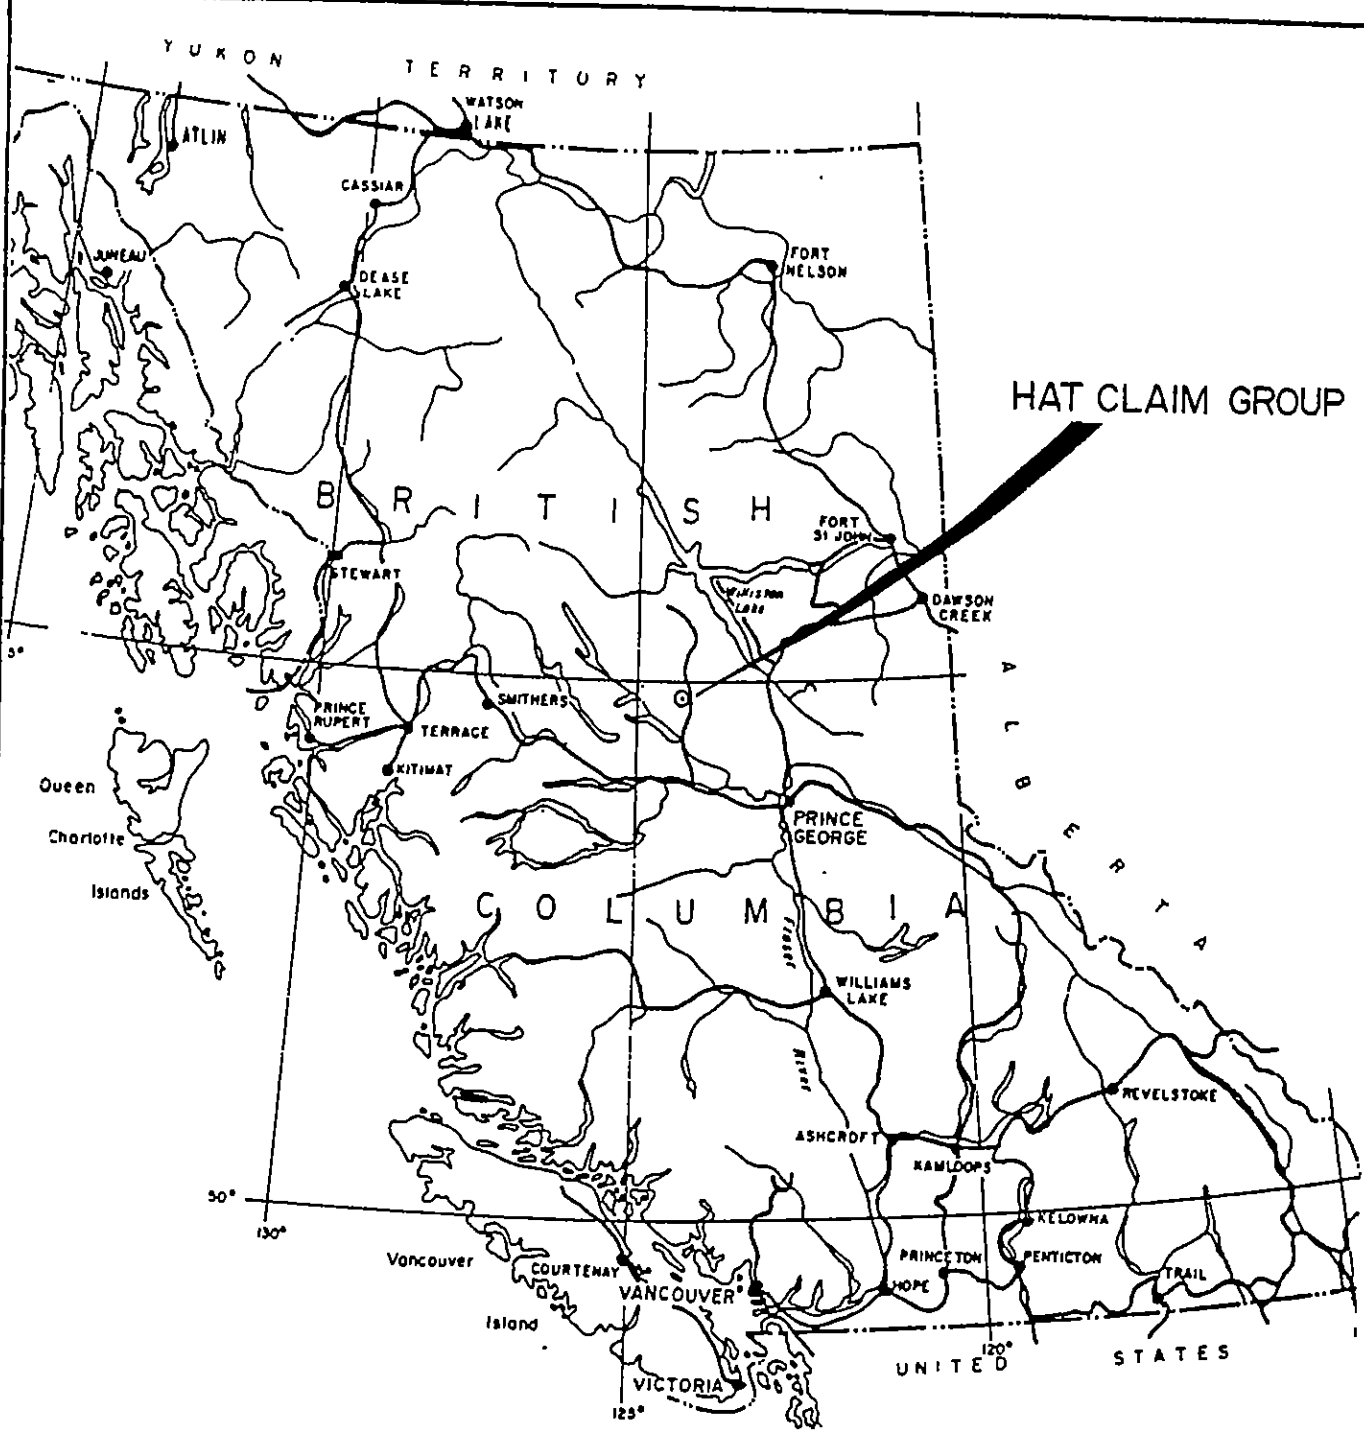 YUKON TERRITORY
WATSON
LAKE
ATLIN
CASSIAR
JUNEAU
DEASE
LAKE
FORT
NELSON
HAT CLAIM GROUP
BRITISH
FORT
ST JOHN
STEWART
Williston
Lake
DAWSON
CREEK
5°
ALBERTA
SMITHERS
PRINCE
RUPERT
TERRACE
KITIMAT
Queen
Charlotte
Islands
PRINCE
GEORGE
COLUMBIA
Fraser
WILLIAMS
LAKE
River
REVELSTOKE
ASHCROFT
KAMLOOPS
50°
130°
KELOWNA
Vancouver
COURTENAY
PRINCETON
PENTICTON
VANCOUVER
HOPE
TRAIL
Island
120°
UNITED STATES
VICTORIA
125°